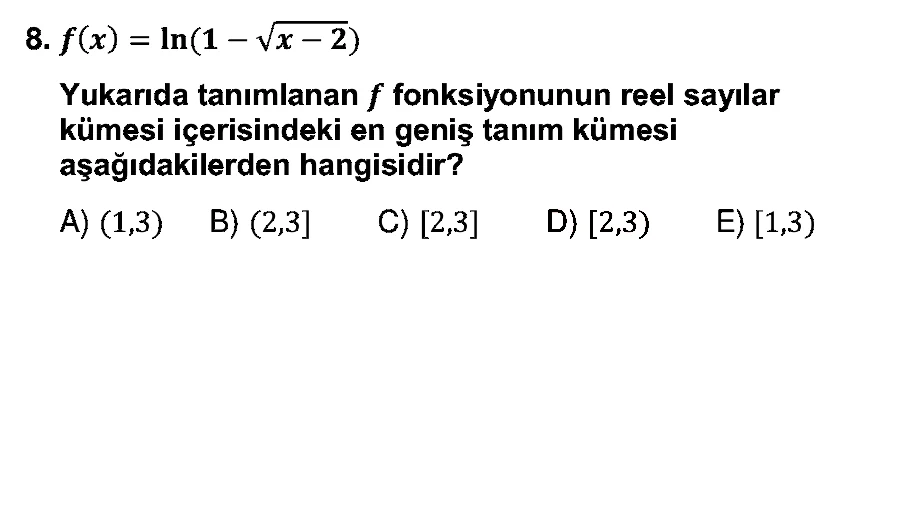 8. f(x) = ln(1 − √(x − 2))
Yukarıda tanımlanan f fonksiyonunun reel sayılar
kümesi içerisindeki en geniş tanım kümesi
aşağıdakilerden hangisidir?
A) (1,3) B) (2,3] C) [2,3] D) [2,3) E) [1,3)